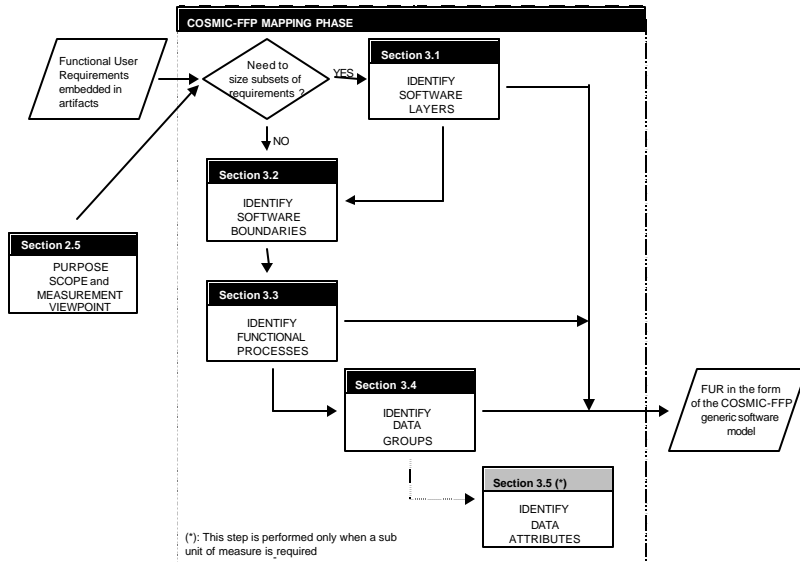 COSMIC-FFP MAPPING PHASE
Functional User
Requirements
embedded in
artifacts
Need to
size subsets of
requirements ?
YES
NO
Section 3.1
IDENTIFY
SOFTWARE
LAYERS
Section 3.2
IDENTIFY
SOFTWARE
BOUNDARIES
Section 2.5
PURPOSE
SCOPE and
MEASUREMENT
VIEWPOINT
Section 3.3
IDENTIFY
FUNCTIONAL
PROCESSES
Section 3.4
IDENTIFY
DATA
GROUPS
FUR in the form
of the COSMIC-FFP
generic software
model
Section 3.5 (*)
IDENTIFY
DATA
ATTRIBUTES
(*): This step is performed only when a sub
unit of measure is required